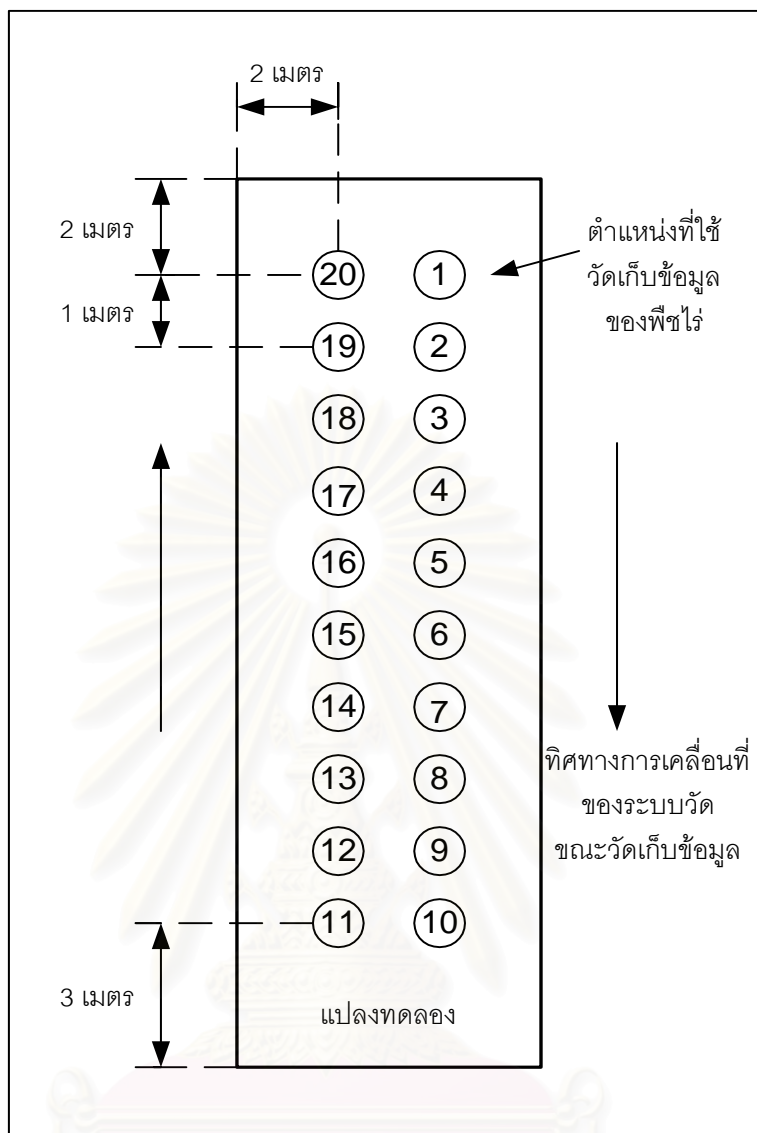 2 เมตร
2 เมตร
ตำแหน่งที่ใช้
วัดเก็บข้อมูล
ของพืชไร่
20 1
1 เมตร
19 2
18 3
17 4
16 5
15 6
14 7
13 8
12 9
11 10
ทิศทางการเคลื่อนที่
ของระบบวัด
ขณะวัดเก็บข้อมูล
3 เมตร
แปลงทดลอง